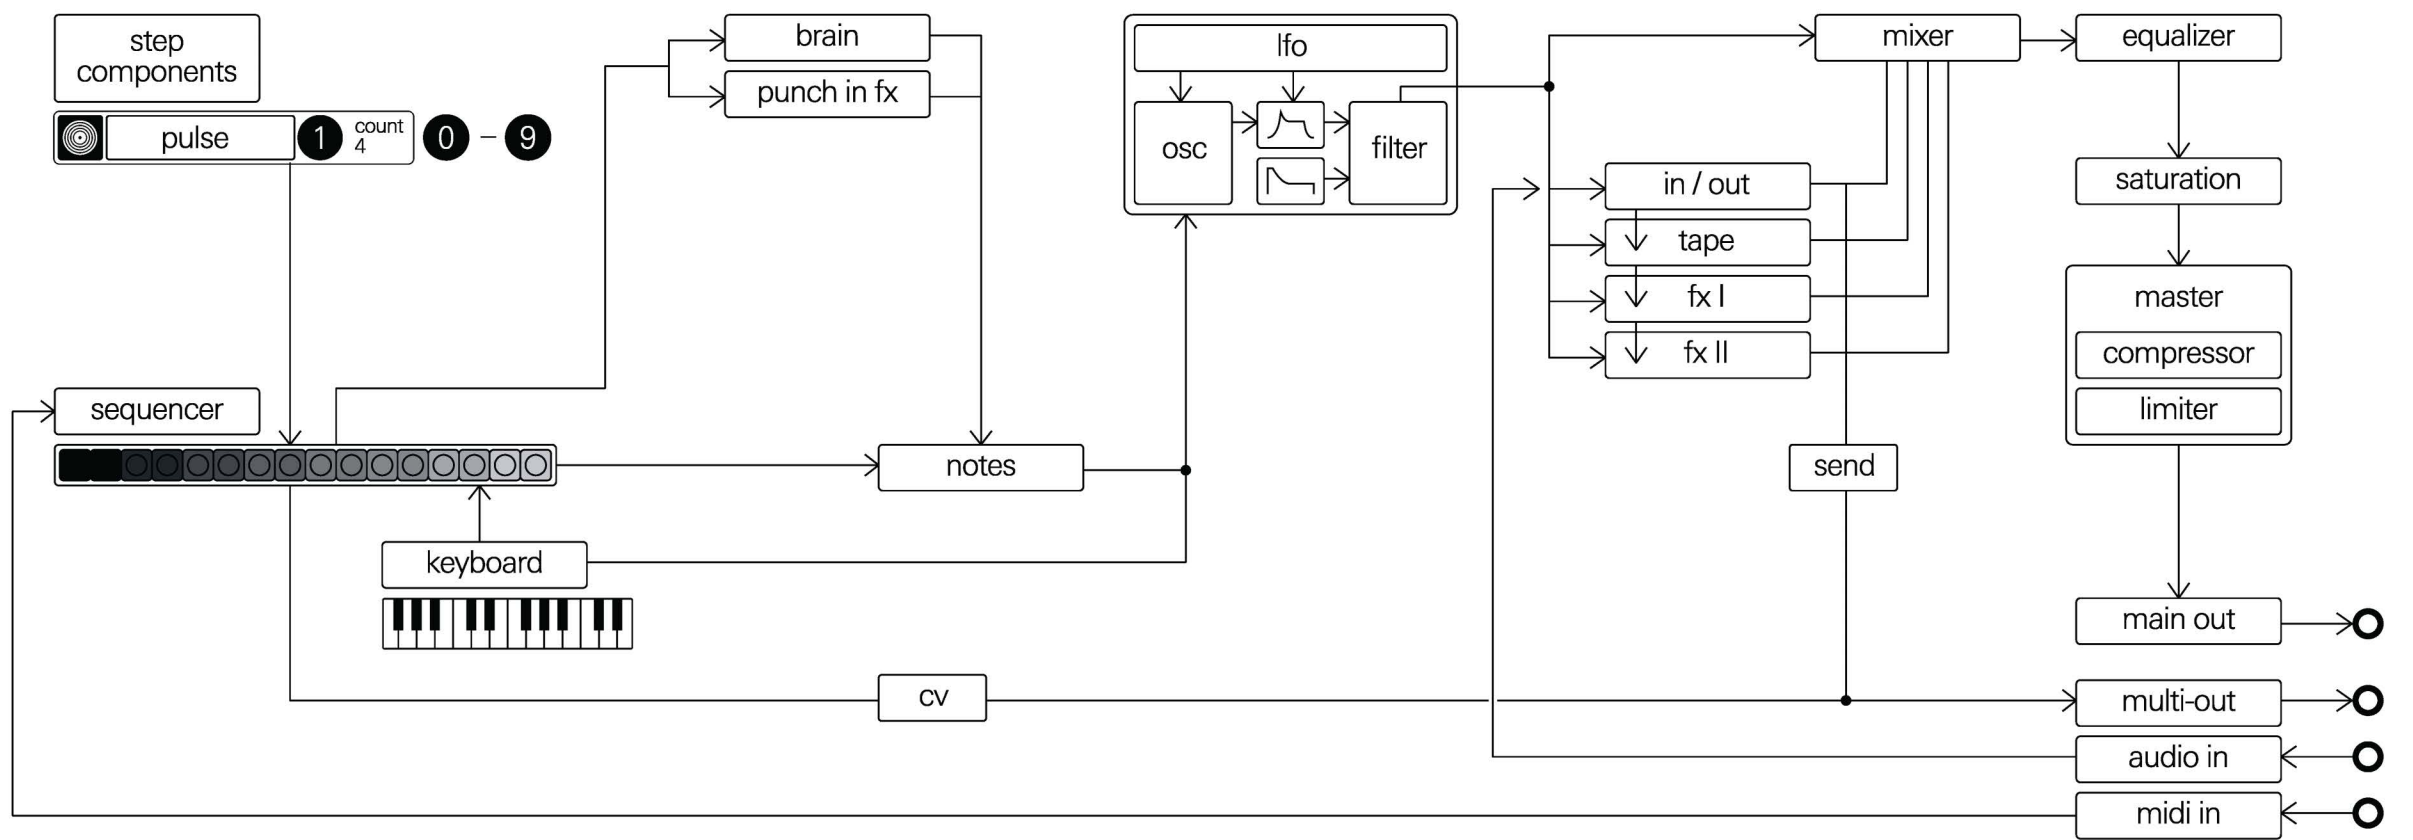 step
components
pulse
1
count
4
0 – 9
brain
punch in fx
lfo
osc
filter
mixer
equalizer
in / out
saturation
tape
fx I
master
fx II
compressor
limiter
sequencer
notes
send
keyboard
main out
cv
multi-out
audio in
midi in